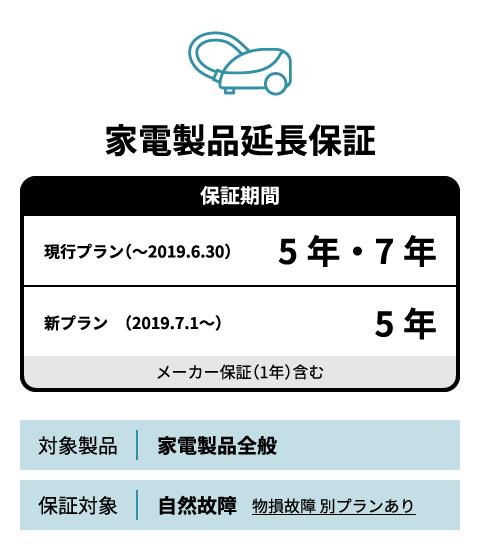 家電製品延長保証
保証期間
現行プラン(〜2019.6.30) 5年・7年
新プラン (2019.7.1〜) 5年
メーカー保証(1年)含む
対象製品 家電製品全般
保証対象 自然故障 物損故障 別プランあり